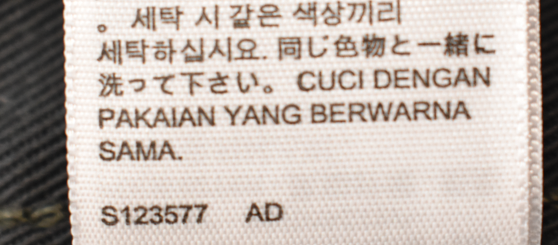 。 세탁 시 같은 색상끼리
세탁하십시요. 同じ色物と一緒に
洗って下さい。 CUCI DENGAN
PAKAIAN YANG BERWARNA
SAMA.
S123577 AD